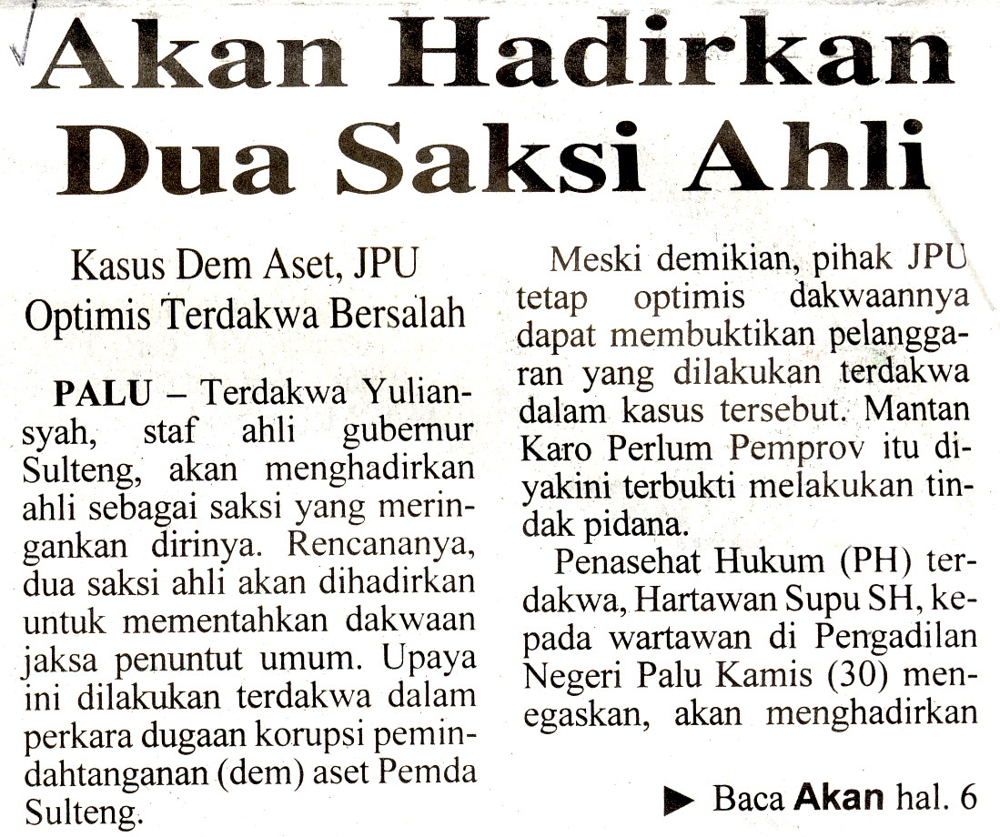 Akan Hadirkan
Dua Saksi Ahli
Kasus Dem Aset, JPU
Optimis Terdakwa Bersalah
PALU – Terdakwa Yulian-
syah, staf ahli gubernur
Sulteng, akan menghadirkan
ahli sebagai saksi yang merin-
gankan dirinya. Rencananya,
dua saksi ahli akan dihadirkan
untuk mementahkan dakwaan
jaksa penuntut umum. Upaya
ini dilakukan terdakwa dalam
perkara dugaan korupsi pemin-
dahtanganan (dem) aset Pemda
Sulteng.
Meski demikian, pihak JPU
tetap optimis dakwaannya
dapat membuktikan pelangga-
ran yang dilakukan terdakwa
dalam kasus tersebut. Mantan
Karo Perlum Pemprov itu di-
yakini terbukti melakukan tin-
dak pidana.
Penasehat Hukum (PH) ter-
dakwa, Hartawan Supu SH, ke-
pada wartawan di Pengadilan
Negeri Palu Kamis (30) men-
egaskan, akan menghadirkan
► Baca Akan hal. 6